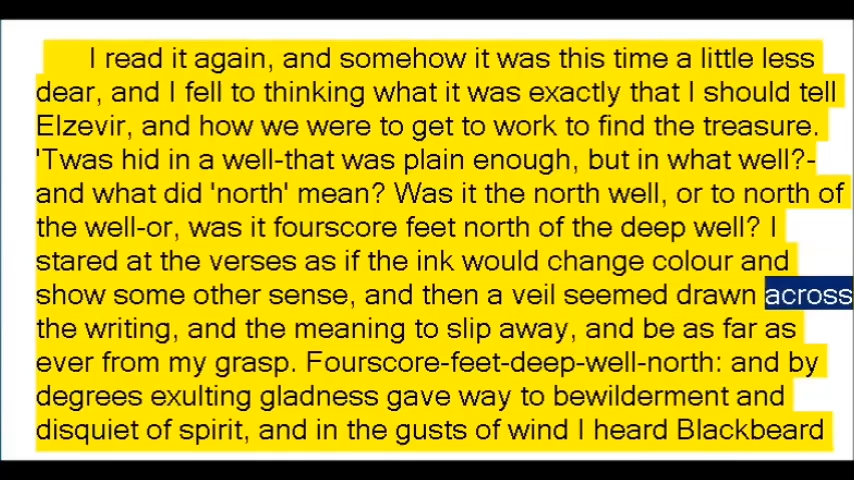 I read it again, and somehow it was this time a little less
dear, and I fell to thinking what it was exactly that I should tell
Elzevir, and how we were to get to work to find the treasure.
'Twas hid in a well-that was plain enough, but in what well?-
and what did 'north' mean? Was it the north well, or to north of
the well-or, was it fourscore feet north of the deep well? I
stared at the verses as if the ink would change colour and
show some other sense, and then a veil seemed drawn across
the writing, and the meaning to slip away, and be as far as
ever from my grasp. Fourscore-feet-deep-well-north: and by
degrees exulting gladness gave way to bewilderment and
disquiet of spirit, and in the gusts of wind I heard Blackbeard